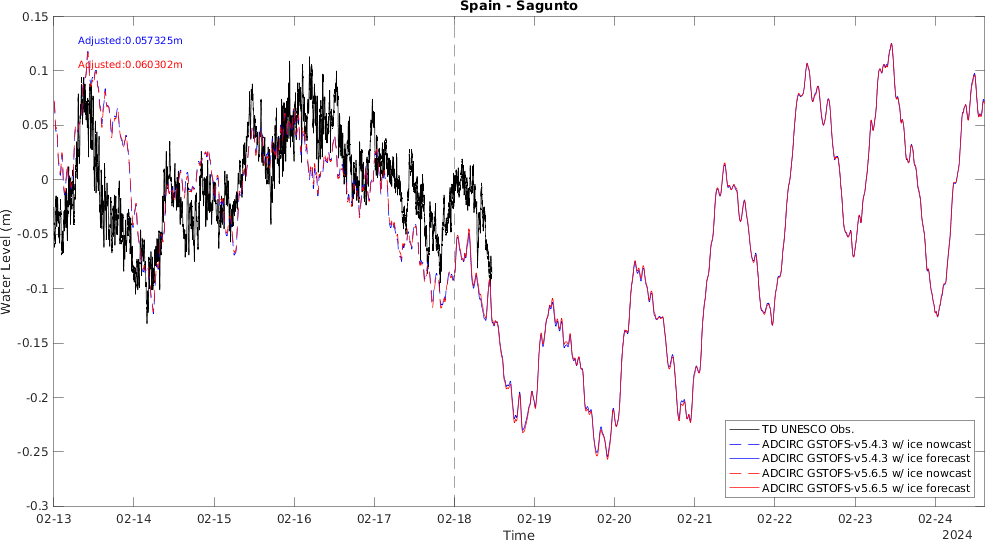 Spain - Sagunto
0.15
0.1
0.05
0
-0.05
-0.1
-0.15
-0.2
-0.25
-0.3
Water Level (m)
Adjusted:0.057325m
Adjusted:0.060302m
TD UNESCO Obs.
ADCIRC GSTOFS-v5.4.3 w/ ice nowcast
ADCIRC GSTOFS-v5.4.3 w/ ice forecast
ADCIRC GSTOFS-v5.6.5 w/ ice nowcast
ADCIRC GSTOFS-v5.6.5 w/ ice forecast
02-13 02-14 02-15 02-16 02-17 02-18 02-19 02-20 02-21 02-22 02-23 02-24
Time
2024